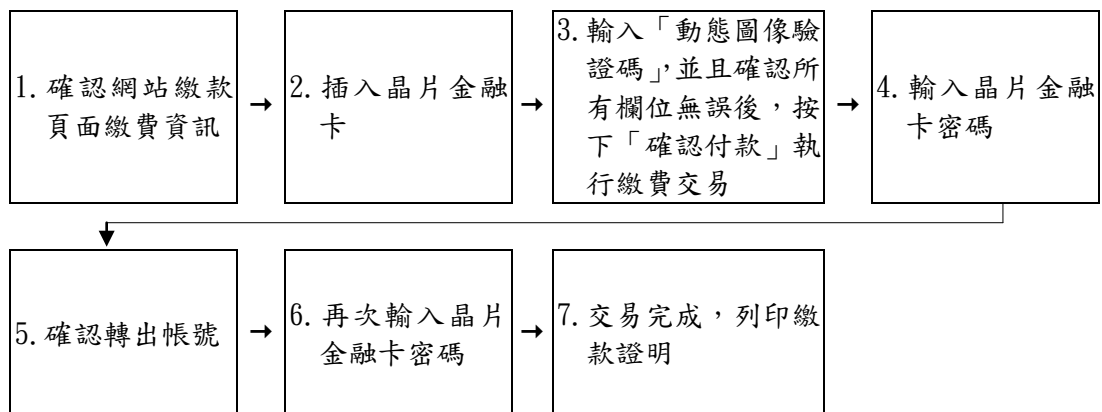 1. 確認網站繳款
頁面繳費資訊
→
2. 插入晶片金融
卡
→
3. 輸入「動態圖像驗
證碼」,並且確認所
有欄位無誤後，按
下「確認付款」執
行繳費交易
→
4. 輸入晶片金融
卡密碼
5. 確認轉出帳號
→
6. 再次輸入晶片
金融卡密碼
→
7. 交易完成，列印繳
款證明